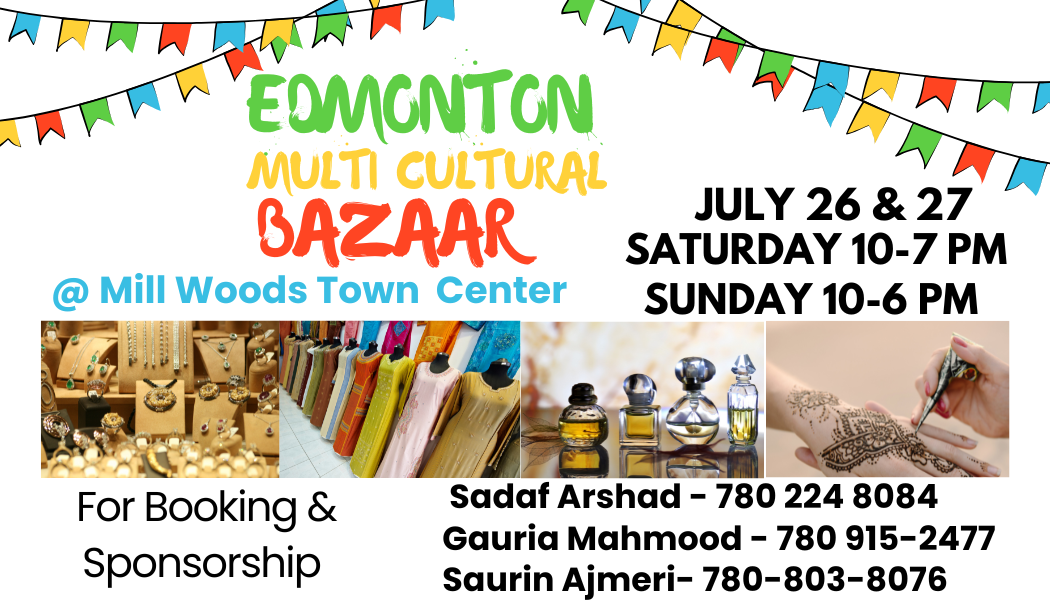 EDMONTON
MULTI CULTURAL
BAZAAR
@ Mill Woods Town Center
JULY 26 & 27
SATURDAY 10-7 PM
SUNDAY 10-6 PM
For Booking &
Sponsorship
Sadaf Arshad - 780 224 8084
Gauria Mahmood - 780 915-2477
Saurin Ajmeri- 780-803-8076